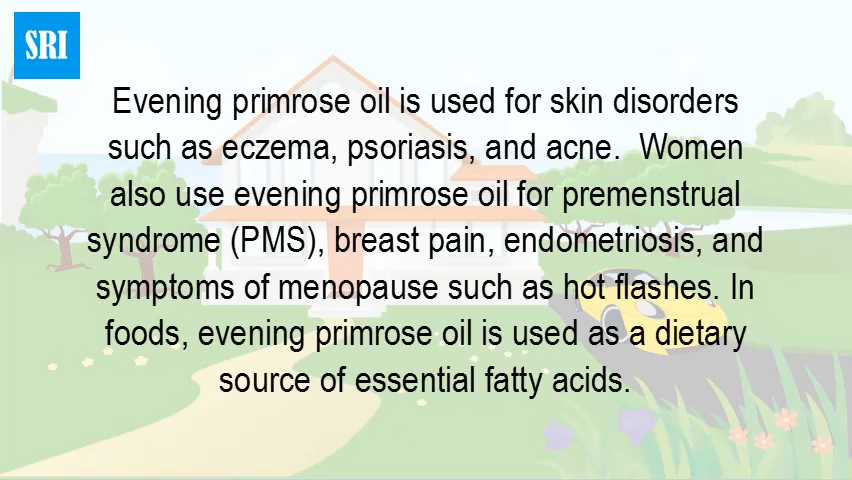 SRI
Evening primrose oil is used for skin disorders
such as eczema, psoriasis, and acne.  Women
also use evening primrose oil for premenstrual
syndrome (PMS), breast pain, endometriosis, and
symptoms of menopause such as hot flashes. In
foods, evening primrose oil is used as a dietary
source of essential fatty acids.